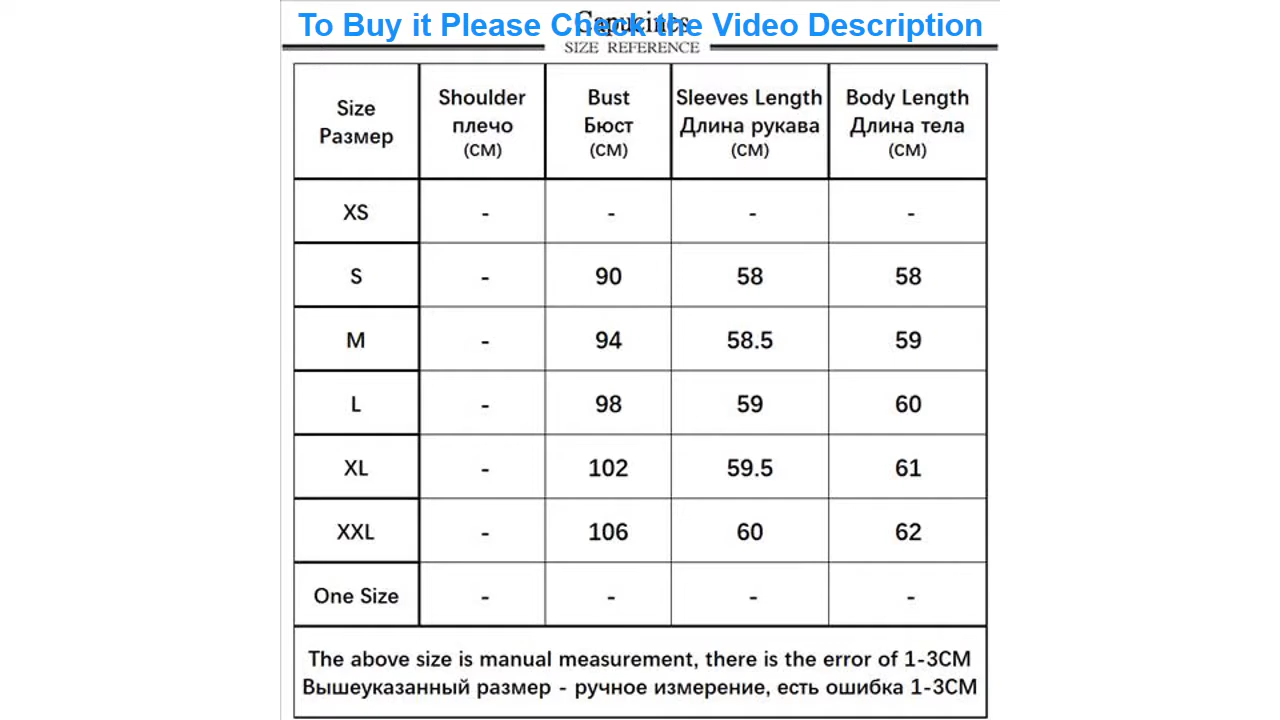 To Buy it Please Check the Video Description
Capucines
SIZE REFERENCE
Size Размер
Shoulder плечо (CM)
Bust Бюст (CM)
Sleeves Length Длина рукава (CM)
Body Length Длина тела (CM)
XS - - - -
S - 90 58 58
M - 94 58.5 59
L - 98 59 60
XL - 102 59.5 61
XXL - 106 60 62
One Size - - - -
The above size is manual measurement, there is the error of 1-3CM
Вышеуказанный размер - ручное измерение, есть ошибка 1-3CM